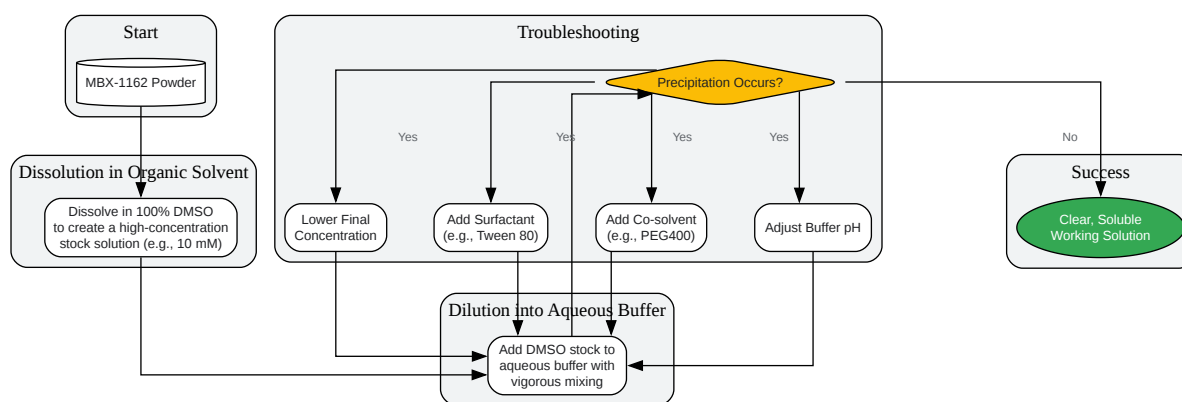 Start
MBX-1162 Powder
Troubleshooting
Precipitation Occurs?
Yes
Yes
Yes
Yes
No
Dissolution in Organic Solvent
Dissolve in 100% DMSO
to create a high-concentration
stock solution (e.g., 10 mM)
Lower Final
Concentration
Add Surfactant
(e.g., Tween 80)
Add Co-solvent
(e.g., PEG400)
Adjust Buffer pH
Success
Clear, Soluble
Working Solution
Dilution into Aqueous Buffer
Add DMSO stock to
aqueous buffer with
vigorous mixing